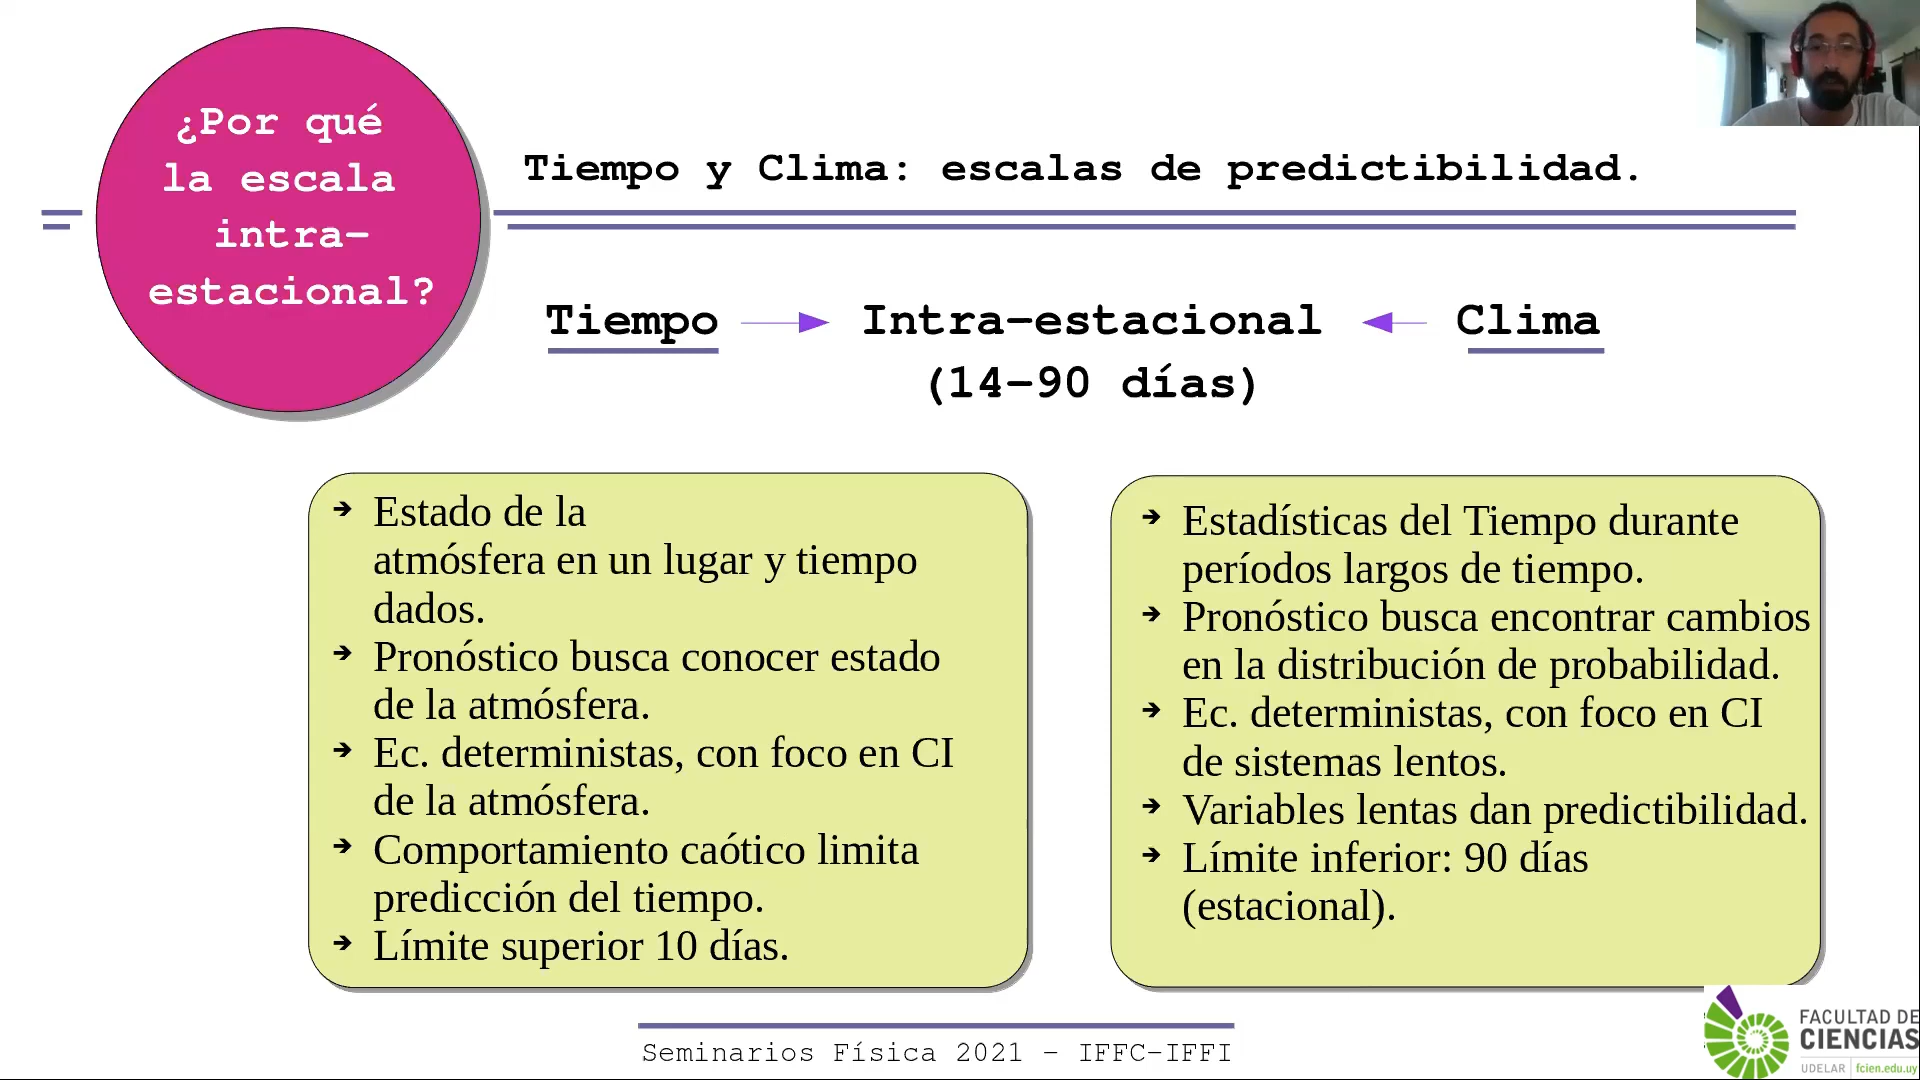 ¿Por qué
la escala
intra-
estacional?
Tiempo y Clima: escalas de predictibilidad.
Tiempo Intra-estacional Clima
(14-90 días)
Estado de la
atmósfera en un lugar y tiempo
dados.
Pronóstico busca conocer estado
de la atmósfera.
Ec. deterministas, con foco en CI
de la atmósfera.
Comportamiento caótico limita
predicción del tiempo.
Límite superior 10 días.
Estadísticas del Tiempo durante
períodos largos de tiempo.
Pronóstico busca encontrar cambios
en la distribución de probabilidad.
Ec. deterministas, con foco en CI
de sistemas lentos.
Variables lentas dan predictibilidad.
Límite inferior: 90 días
(estacional).
Seminarios Física 2021 - IFFC-IFFI
FACULTAD DE
CIENCIAS
UDELAR fcien.edu.uy